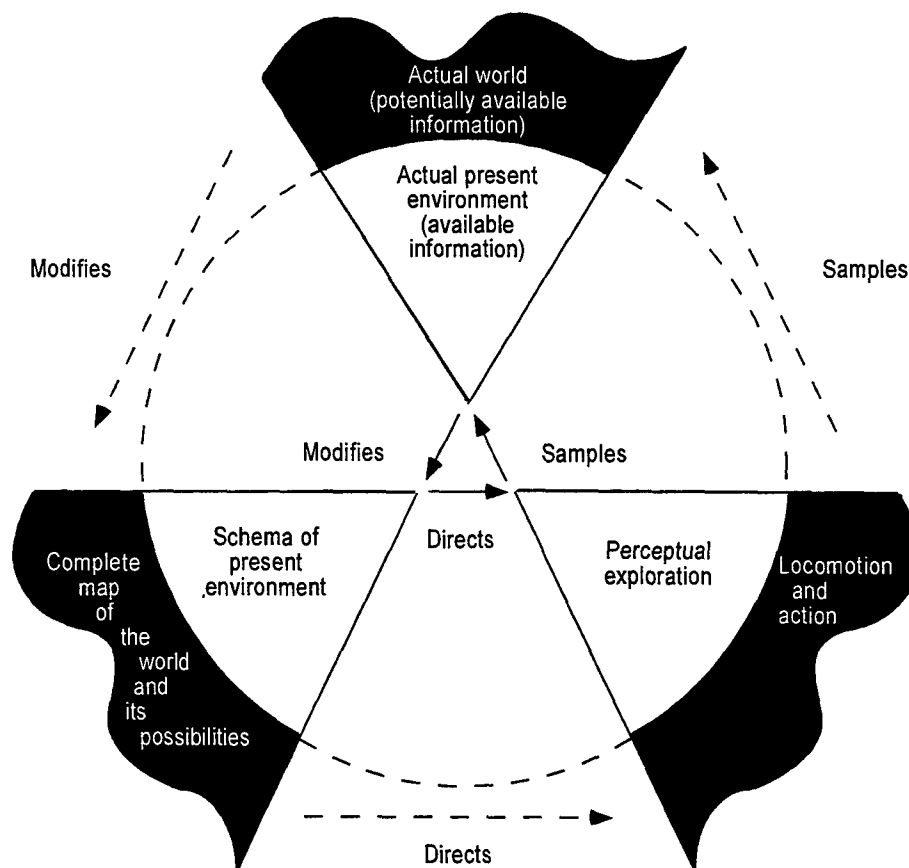 Actual world
(potentially available
information)
Actual present
environment
(available
information)
Modifies
Samples
Modifies
Samples
Directs
Schema of
present
environment
Perceptual
exploration
Complete
map
of
the
world
and
its
possibilities
Locomotion
and
action
Directs